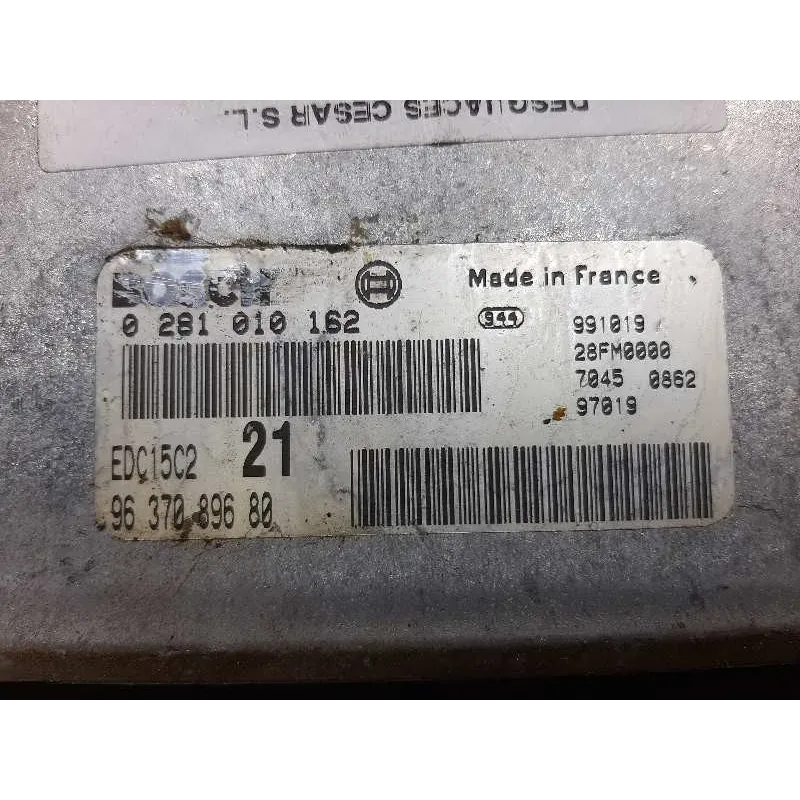 DESGUACES CESAR S.L.
BOSCH
Made in France
0 281 010 162
944
991019
28FM0000
7045 0862
97019
EDC15C2
21
96 370 896 80